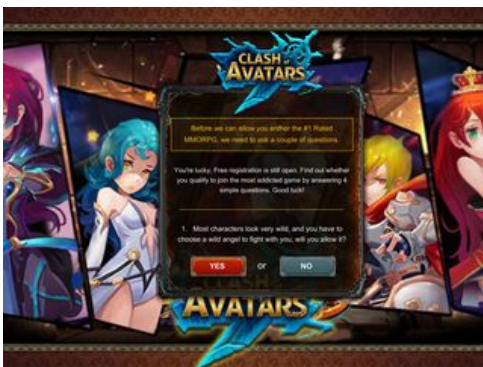 CLASH of
AVATARS
Before we can allow you enither the #1 Rated
MMORPG, we need to ask a couple of questions.
You're lucky, Free registration is still open. Find out whether
you qualify to join the most addicted game by answering 4
simple questions. Good luck!
1. Most characters look very wild, and you have to
choose a wild angel to fight with you, will you allow it?
YES or NO
CLASH
AVATARS